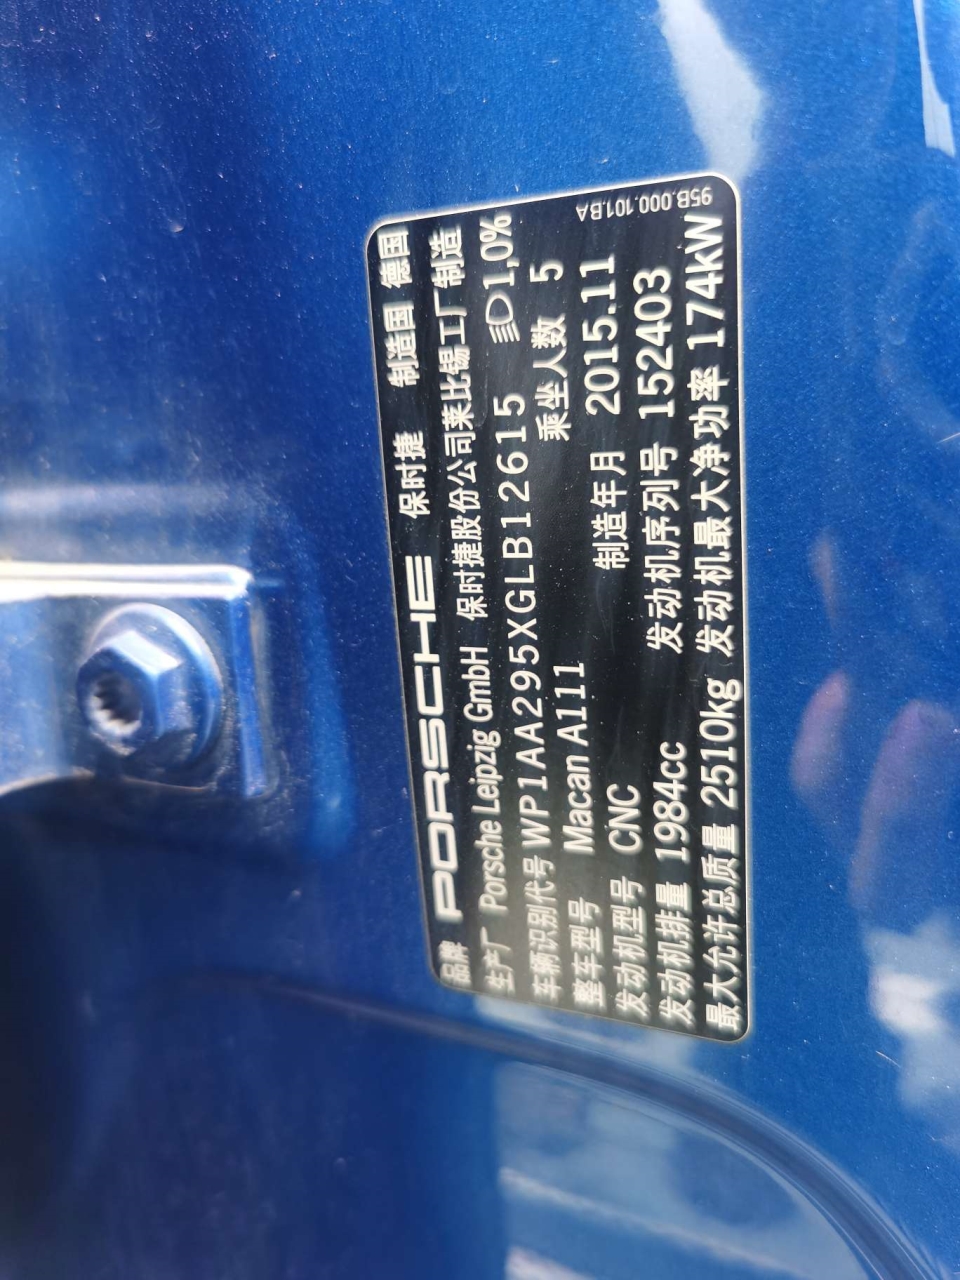 品牌 PORSCHE 保时捷 制造国 德国
生产厂 Porsche Leipzig GmbH 保时捷股份公司莱比锡工厂制造
车辆识别代号 WP1AA295XGLB12615 1,0%
整车型号 Macan A111 乘坐人数 5
发动机型号 CNC 制造年月 2015.11
发动机排量 1984cc 发动机序列号 152403
最大允许总质量 2510kg 发动机最大净功率 174kW
95B.000.101.BA